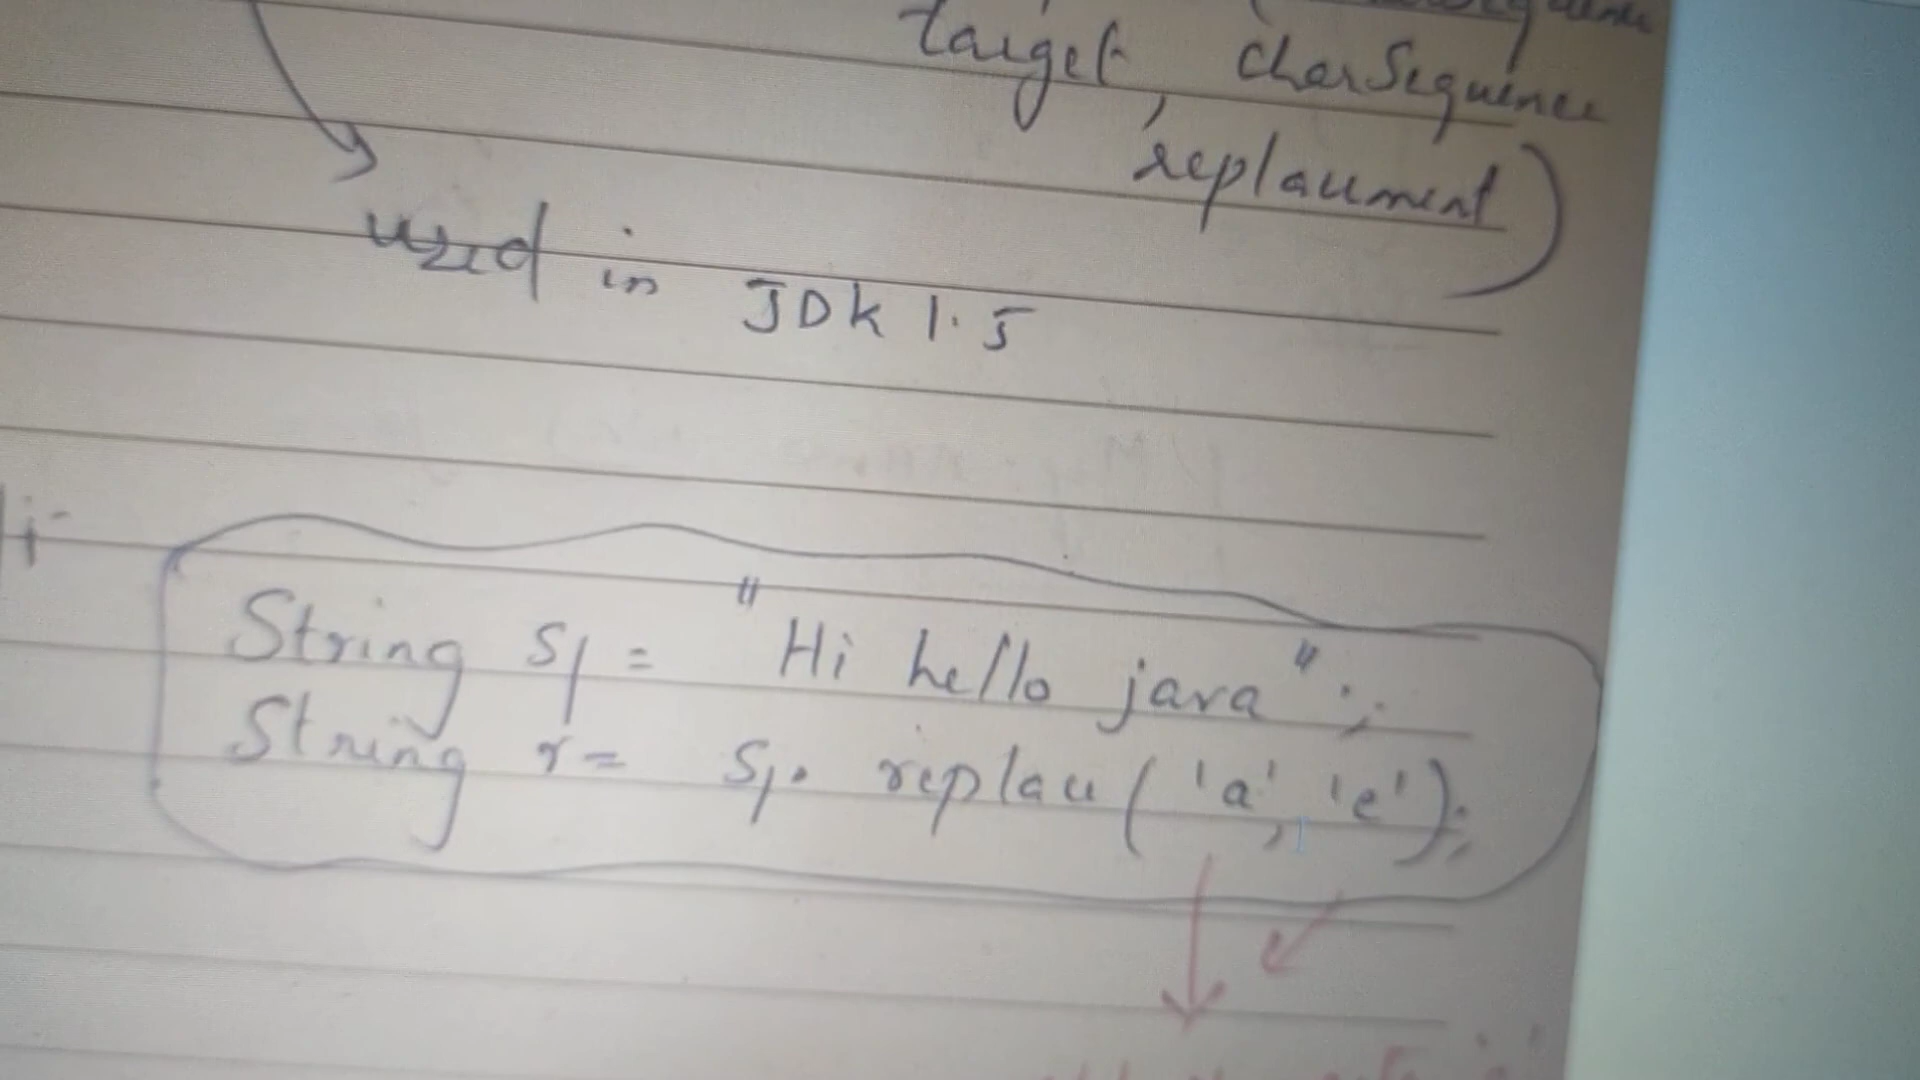 target, CharSequence
replacement)
used in JDK 1.5
String S1 = "Hi hello java";
String r = S1. replace('a', 'e');